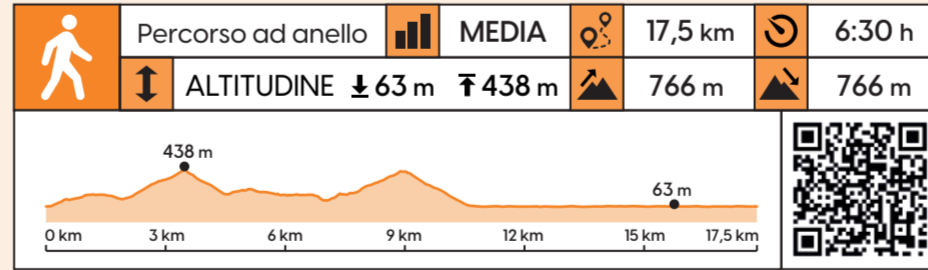 Percorso ad anello MEDIA 17,5 km 6:30 h
ALTITUDINE 63 m 438 m 766 m 766 m
438 m
63 m
0 km 3 km 6 km 9 km 12 km 15 km 17,5 km